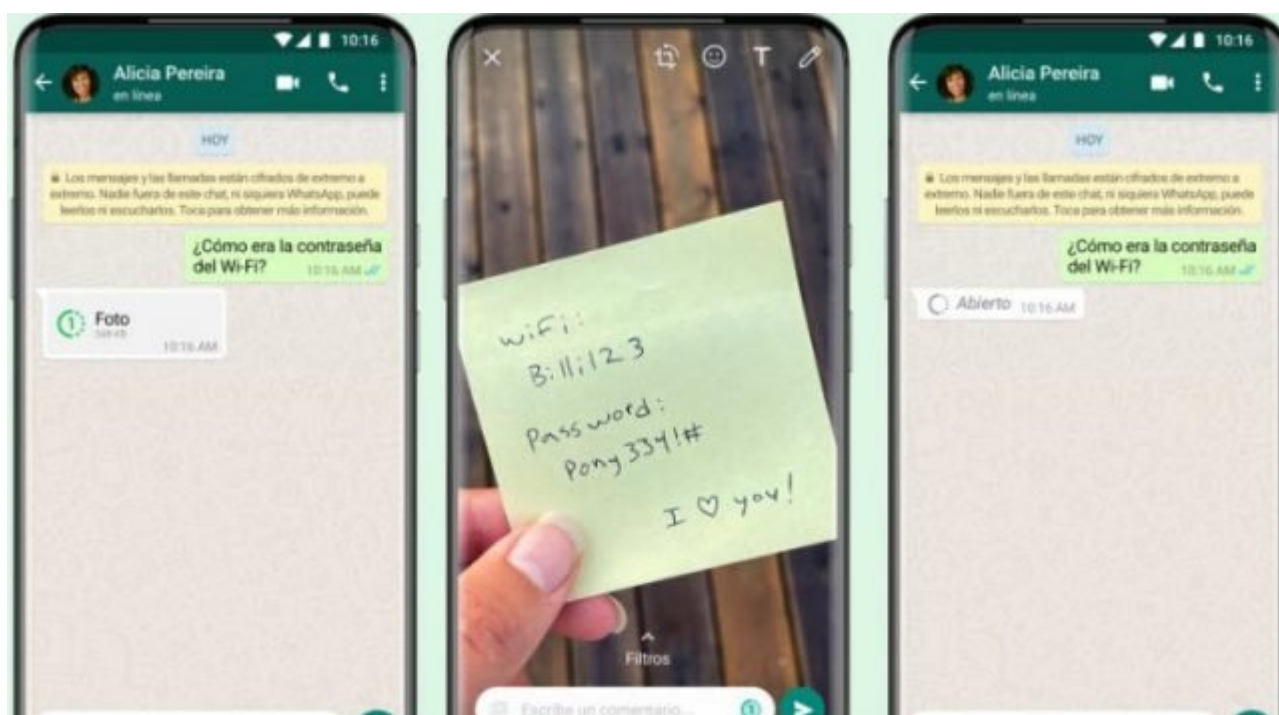 10:16
Alicia Pereira
en línea
HOY
Los mensajes y las llamadas están cifrados de extremo a
extremo. Nadie fuera de este chat, ni siquiera WhatsApp, puede
leerlos ni escucharlos. Toca para obtener más información.
¿Cómo era la contraseña
del Wi-Fi? 10:16 AM
1 Foto
10:16 AM
T
wiFi:
Billi123
Password:
Pony334!#
I ♡ you!
Filtros
Escribe un comentario... 1
10:16
Alicia Pereira
en línea
HOY
Los mensajes y las llamadas están cifrados de extremo a
extremo. Nadie fuera de este chat, ni siquiera WhatsApp, puede
leerlos ni escucharlos. Toca para obtener más información.
¿Cómo era la contraseña
del Wi-Fi? 10:16 AM
Abierto 10:16 AM